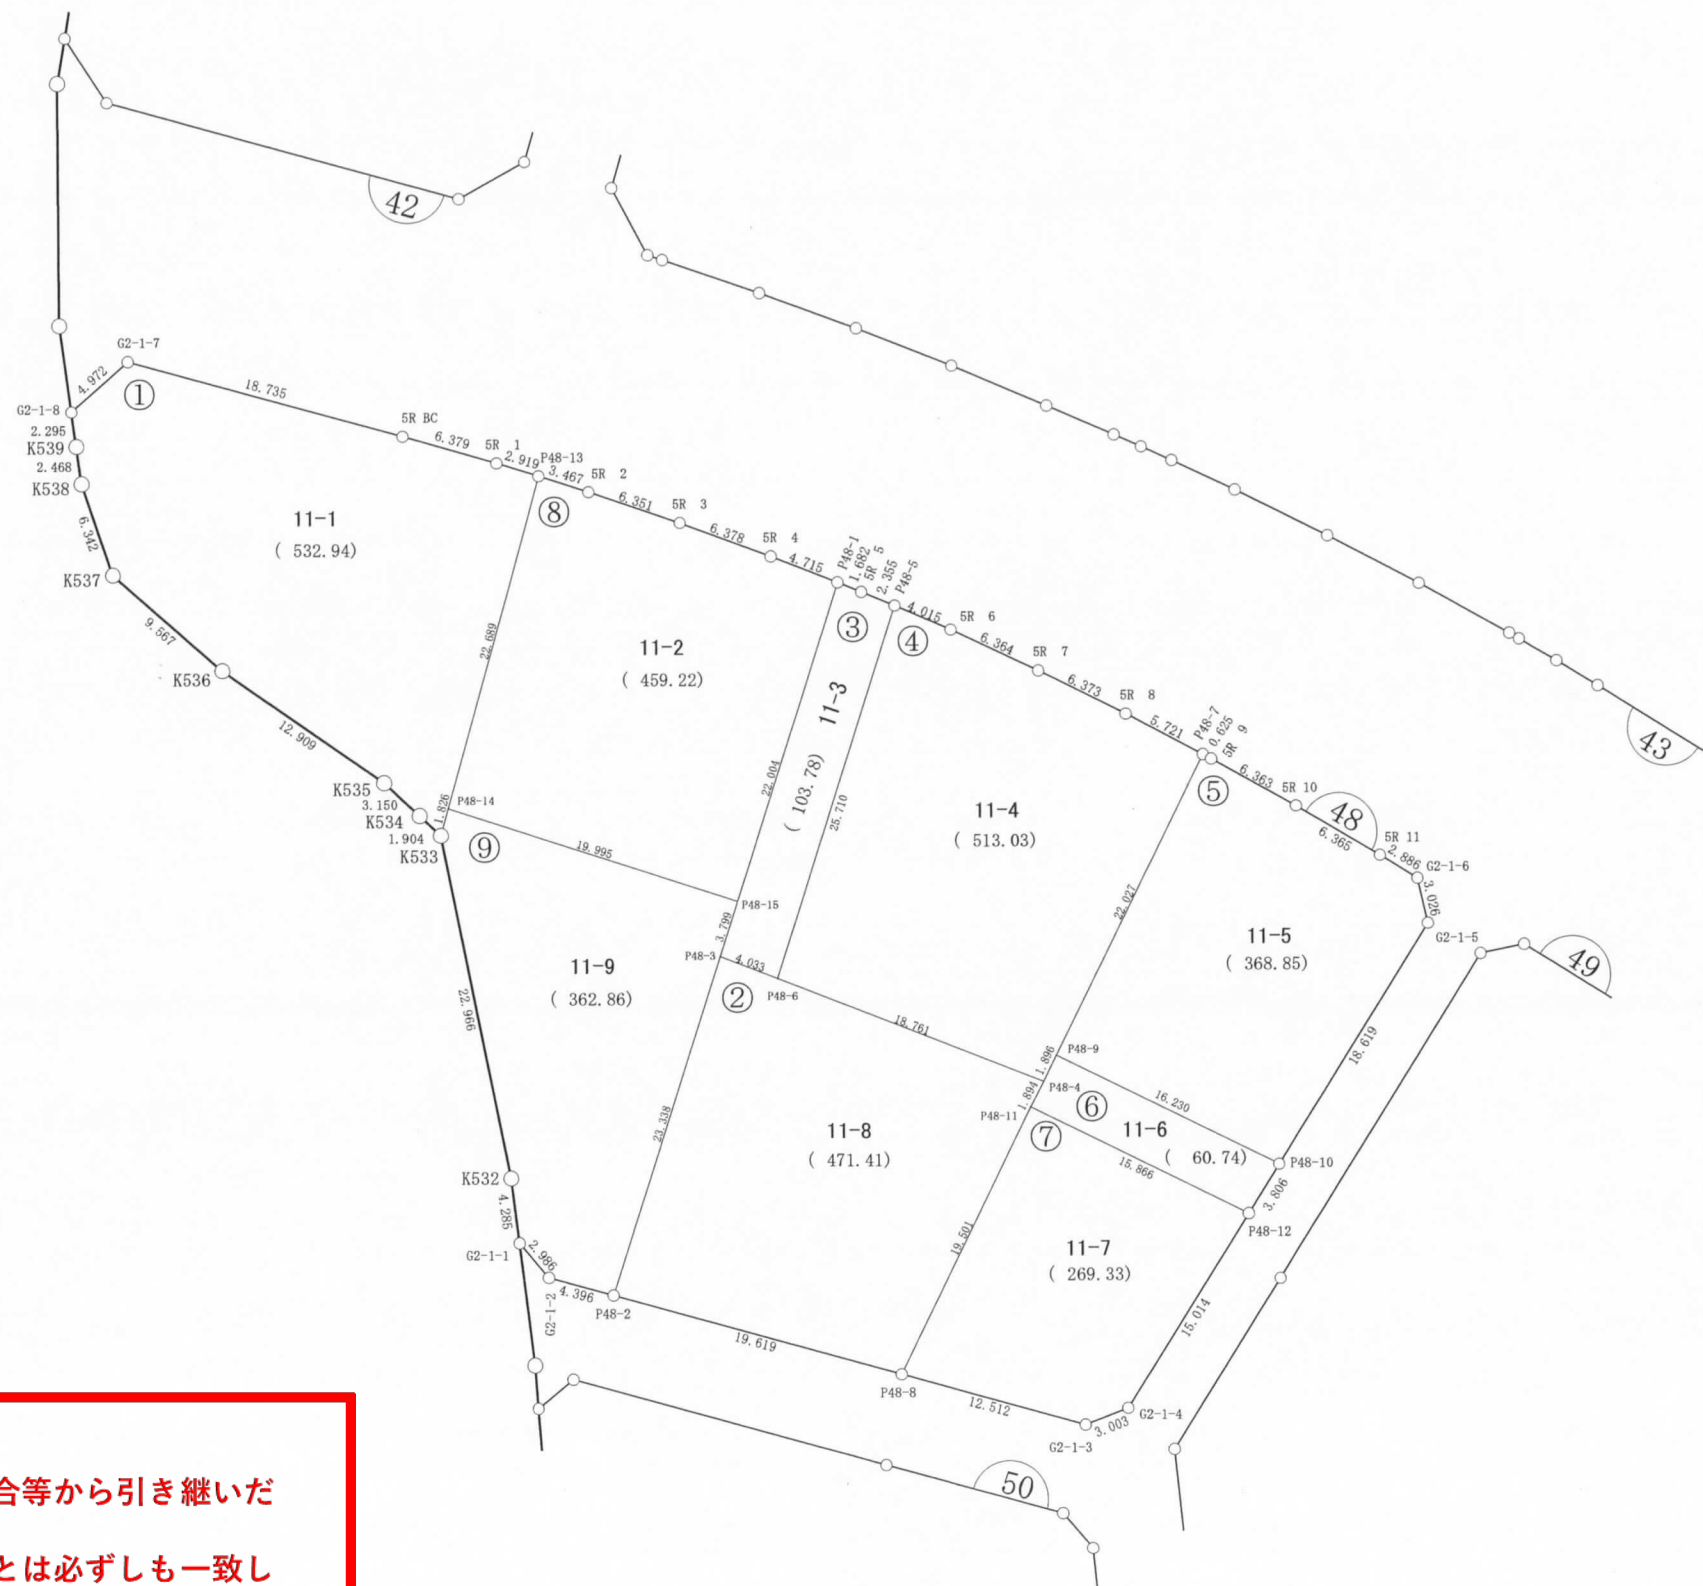 42
G2-1-7
4.972
①
18.735
G2-1-8
5R BC
2.295
K539
6.379
5R 1
2.919
P48-13
2.468
K538
3.467
5R 2
⑧
6.351
5R 3
11-1
( 532.94)
6.342
6.378
5R 4
4.715
P48-1
1.682
5R 5
2.355
P48-5
K537
③
④
4.015
5R 6
9.567
22.689
11-2
( 459.22)
6.364
5R 7
K536
11-3
( 103.78)
6.373
5R 8
5.721
P48-7
0.625
5R 9
43
12.909
22.004
⑤
6.363
5R 10
K535
3.150
K534
1.826
P48-14
25.710
11-4
( 513.03)
48
6.365
5R 11
1.904
K533
⑨
19.995
2.886
G2-1-6
3.026
P48-15
22.027
G2-1-5
3.799
P48-3
11-5
( 368.85)
49
11-9
( 362.86)
4.033
②
P48-6
22.966
18.761
18.619
1.896
P48-9
P48-4
1.894
P48-11
⑥
16.230
⑦
11-6
( 60.74)
23.338
11-8
( 471.41)
15.866
P48-10
K532
3.806
4.285
P48-12
G2-1-1
2.986
19.501
11-7
( 269.33)
4.396
G2-1-2
P48-2
15.014
19.619
P48-8
12.512
G2-1-4
3.003
G2-1-3
50
合等から引き継いだ
とは必ずしも一致し